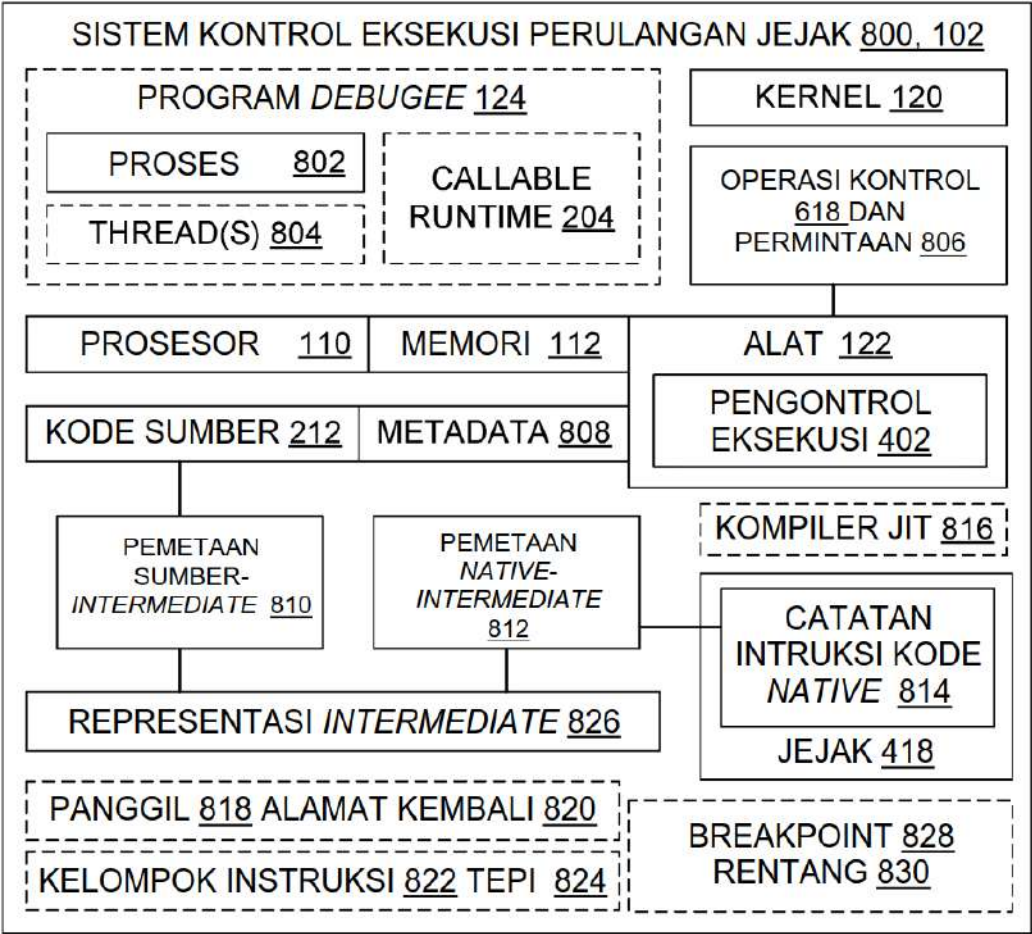 SISTEM KONTROL EKSEKUSI PERULANGAN JEJAK 800, 102
PROGRAM DEBUGEE 124
PROSES 802
THREAD(S) 804
CALLABLE
RUNTIME 204
KERNEL 120
OPERASI KONTROL
618 DAN
PERMINTAAN 806
PROSESOR 110
MEMORI 112
ALAT 122
PENGONTROL
EKSEKUSI 402
KODE SUMBER 212
METADATA 808
PEMETAAN
SUMBER-
INTERMEDIATE 810
PEMETAAN
NATIVE-
INTERMEDIATE
812
KOMPILER JIT 816
CATATAN
INTRUKSI KODE
NATIVE 814
JEJAK 418
REPRESENTASI INTERMEDIATE 826
PANGGIL 818 ALAMAT KEMBALI 820
KELOMPOK INSTRUKSI 822 TEPI 824
BREAKPOINT 828
RENTANG 830